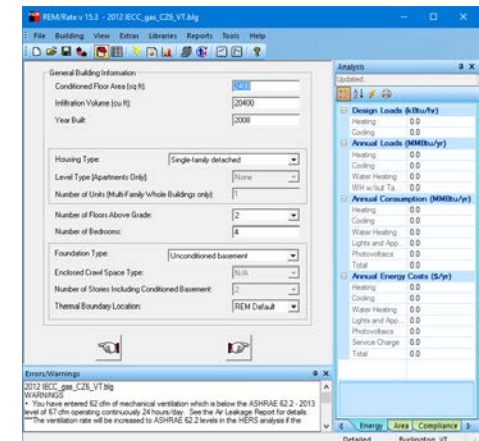 REM/Rate v 15.3 - 2012 IECC_gas_CZ6_VT.blg
File Building View Extras Libraries Reports Tools Help
General Building Information
Conditioned Floor Area (sq ft): 2400
Infiltration Volume (cu ft): 20400
Year Built: 2008
Housing Type: Single-family detached
Level Type (Apartments Only): None
Number of Units (Multi-Family Whole Buildings only): 1
Number of Floors Above Grade: 2
Number of Bedrooms: 4
Foundation Type: Unconditioned basement
Enclosed Crawl Space Type: N/A
Number of Stories Including Conditioned Basement: 2
Thermal Boundary Location: REM Default
Errors/Warnings
2012 IECC_gas_CZ6_VT.blg
WARNINGS
• You have entered 62 cfm of mechanical ventilation which is below the ASHRAE 62.2 - 2013
level of 67 cfm operating continuously 24 hours/day. See the Air Leakage Report for details.
***The ventilation rate will be increased to ASHRAE 62.2 levels in the HERS analysis if the
Analysis
Updated:
Design Loads (kBtu/hr)
Heating 0.0
Cooling 0.0
Annual Loads (MMBtu/yr)
Heating 0.0
Cooling 0.0
Water Heating 0.0
WH w/out Ta... 0.0
Annual Consumption (MMBtu/yr)
Heating 0.0
Cooling 0.0
Water Heating 0.0
Lights and App... 0.0
Photovoltaics 0.0
Total 0.0
Annual Energy Costs ($/yr)
Heating 0.0
Cooling 0.0
Water Heating 0.0
Lights and App... 0.0
Photovoltaics 0.0
Service Charge 0.0
Total 0.0
Energy Area Compliance
Detailed Burlington, VT